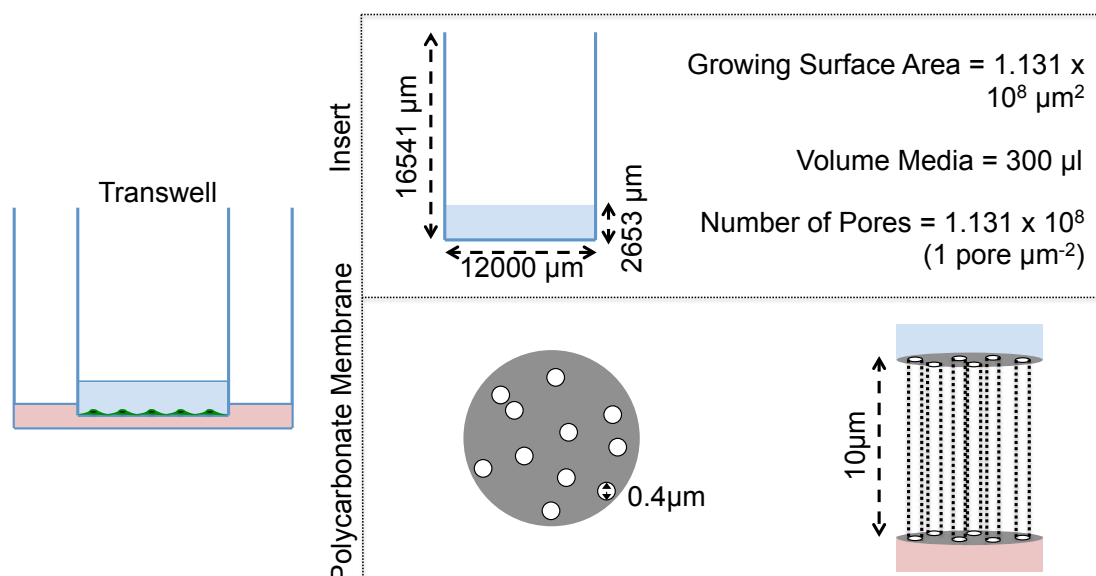 Transwell
Insert
16541 µm
12000 µm
2653 µm
Growing Surface Area = 1.131 x
10⁸ µm²
Volume Media = 300 µl
Number of Pores = 1.131 x 10⁸
(1 pore µm⁻²)
Polycarbonate Membrane
0.4µm
10µm